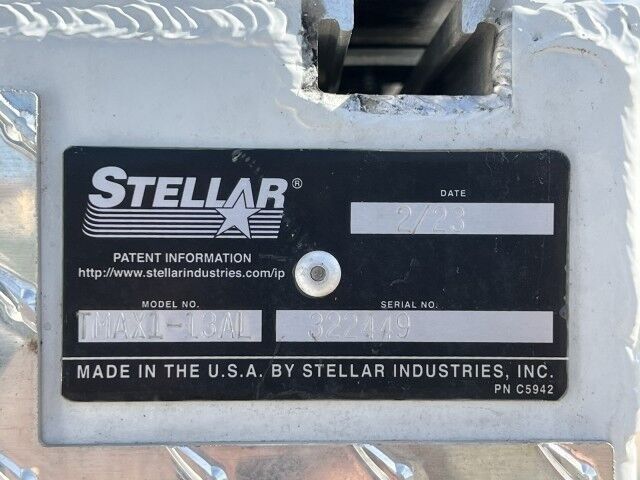 STELLAR®
DATE
2/23
PATENT INFORMATION
http://www.stellarindustries.com/ip
MODEL NO.
TMAX1-13AL
SERIAL NO.
322449
MADE IN THE U.S.A. BY STELLAR INDUSTRIES, INC.
PN C5942